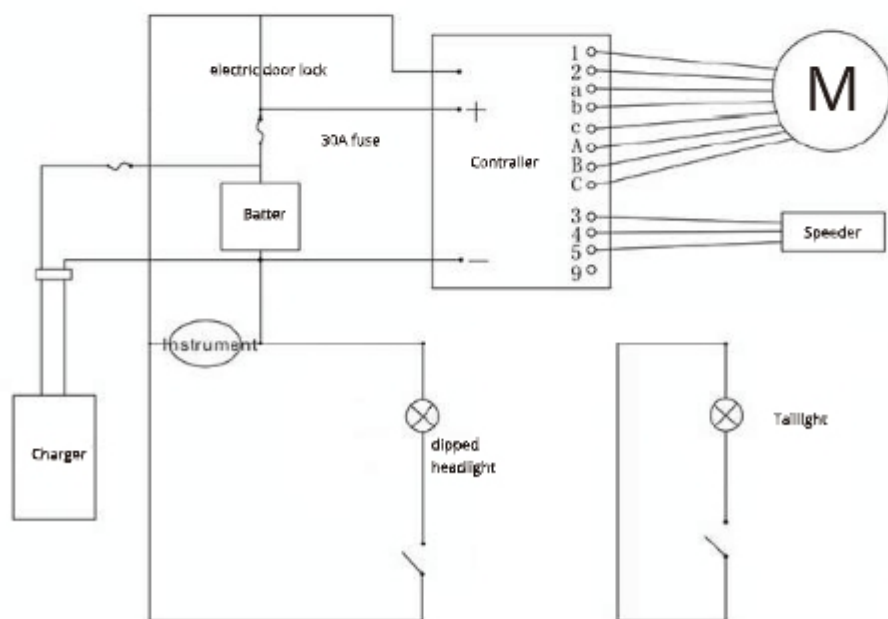 electric door lock
30A fuse
Batter
Instrument
Charger
Contraller
+
—
1
2
a
b
c
A
B
C
3
4
5
9
M
Speeder
dipped
headlight
Taillight